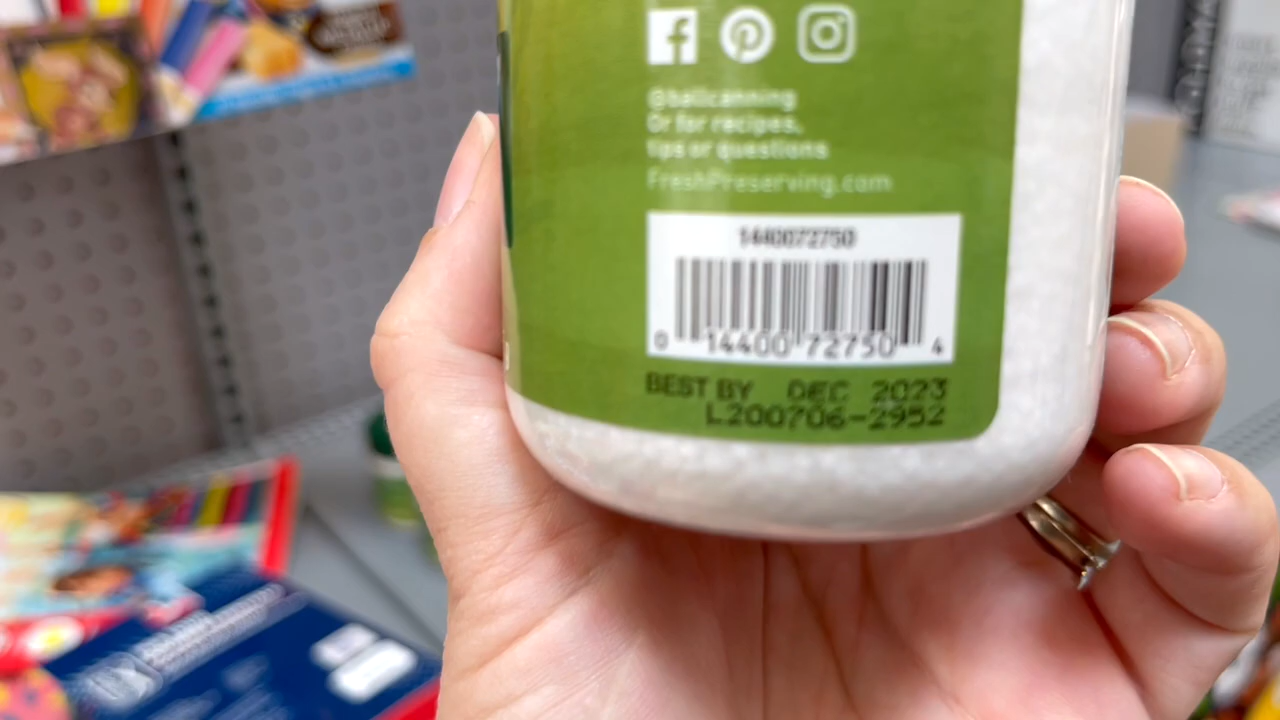 @ballcanning
Or for recipes,
tips or questions
FreshPreserving.com
1440072750
0 14400 72750 4
BEST BY DEC 2023
L200706-2952